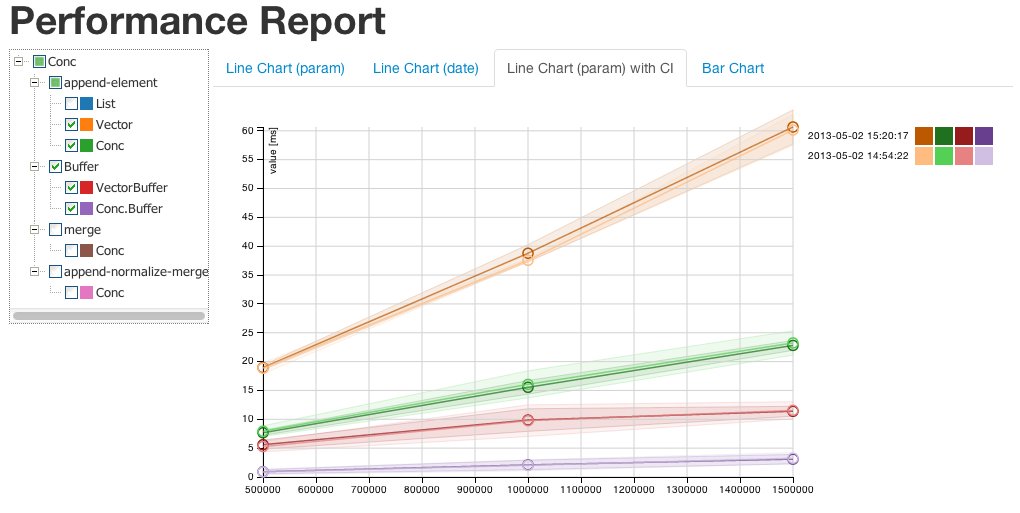 Performance Report
Conc
append-element
List
Vector
Conc
Buffer
VectorBuffer
Conc.Buffer
merge
Conc
append-normalize-merge
Conc
Line Chart (param) Line Chart (date) Line Chart (param) with CI Bar Chart
value [ms]
60
55
50
45
40
35
30
25
20
15
10
5
0
500000 600000 700000 800000 900000 1000000 1100000 1200000 1300000 1400000 1500000
2013-05-02 15:20:17
2013-05-02 14:54:22